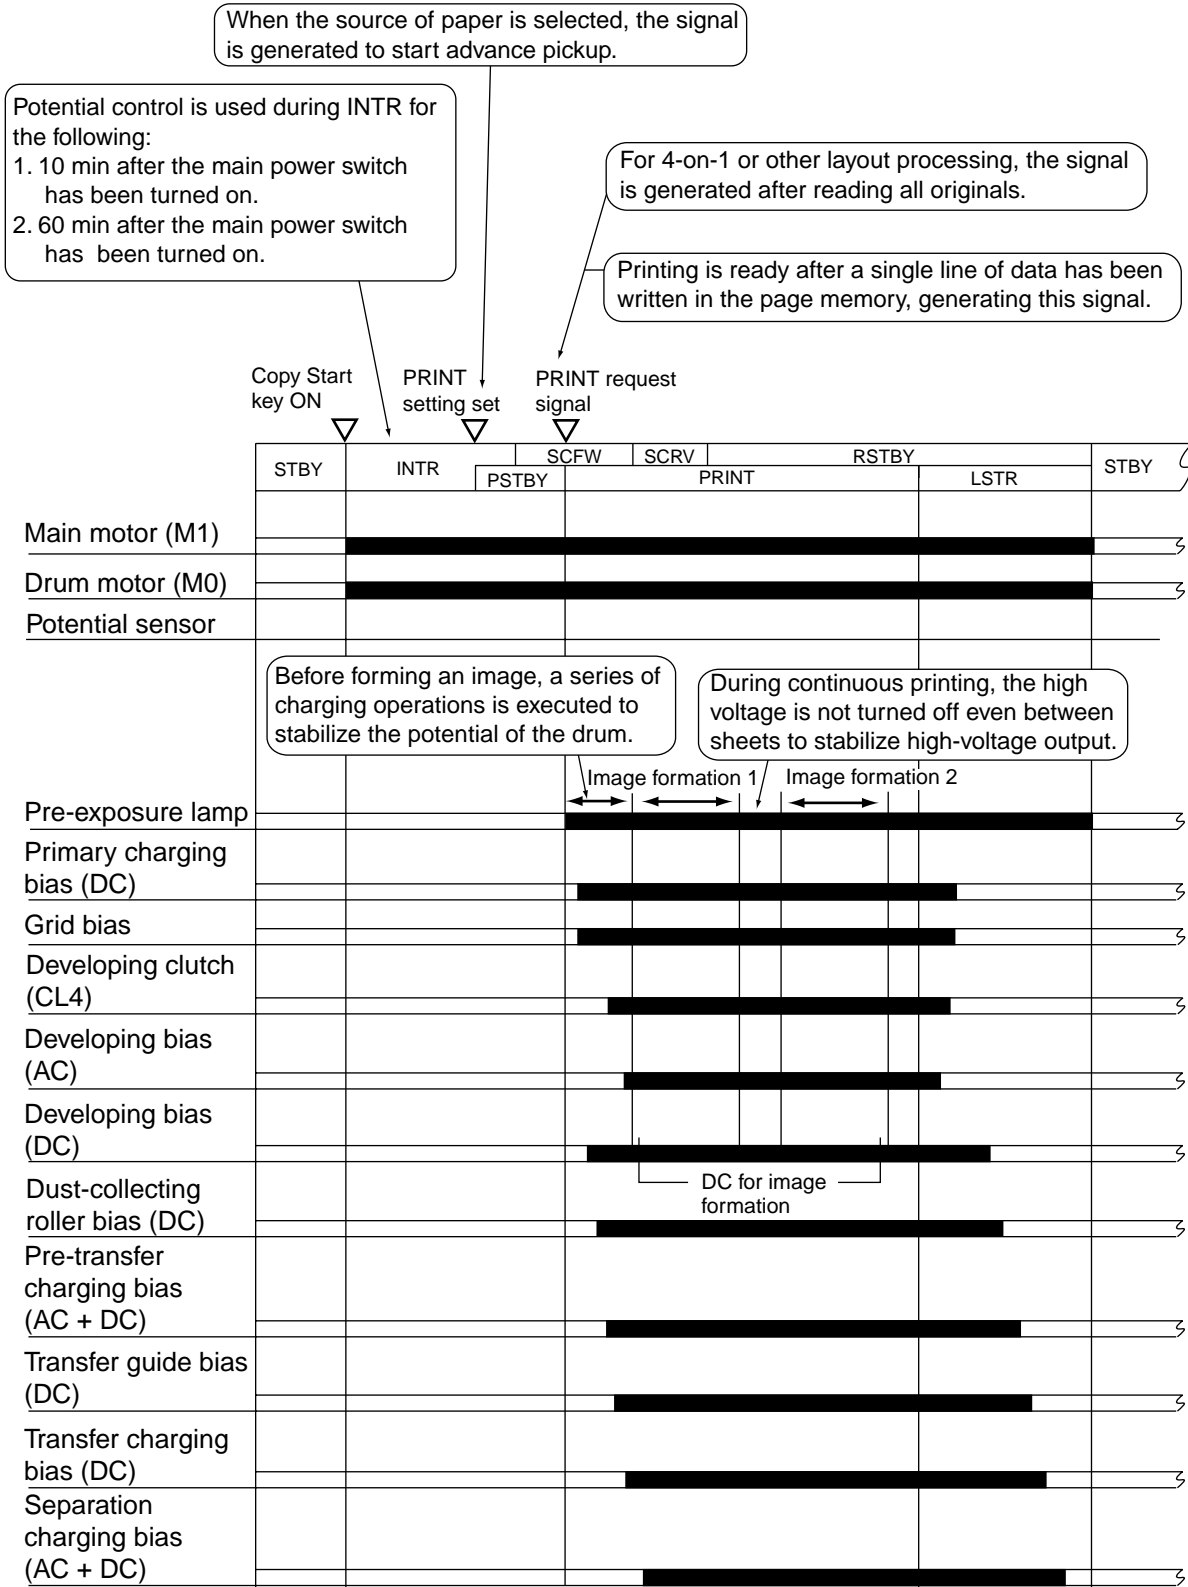 When the source of paper is selected, the signal
is generated to start advance pickup.
Potential control is used during INTR for
the following:
1. 10 min after the main power switch
has been turned on.
2. 60 min after the main power switch
has  been turned on.
For 4-on-1 or other layout processing, the signal
is generated after reading all originals.
Printing is ready after a single line of data has been
written in the page memory, generating this signal.
Copy Start
key ON
PRINT
setting set
PRINT request
signal
STBY
INTR
SCFW
SCRV
RSTBY
STBY
PSTBY
PRINT
LSTR
Main motor (M1)
Drum motor (M0)
Potential sensor
Before forming an image, a series of
charging operations is executed to
stabilize the potential of the drum.
During continuous printing, the high
voltage is not turned off even between
sheets to stabilize high-voltage output.
Image formation 1
Image formation 2
Pre-exposure lamp
Primary charging
bias (DC)
Grid bias
Developing clutch
(CL4)
Developing bias
(AC)
Developing bias
(DC)
DC for image
formation
Dust-collecting
roller bias (DC)
Pre-transfer
charging bias
(AC + DC)
Transfer guide bias
(DC)
Transfer charging
bias (DC)
Separation
charging bias
(AC + DC)